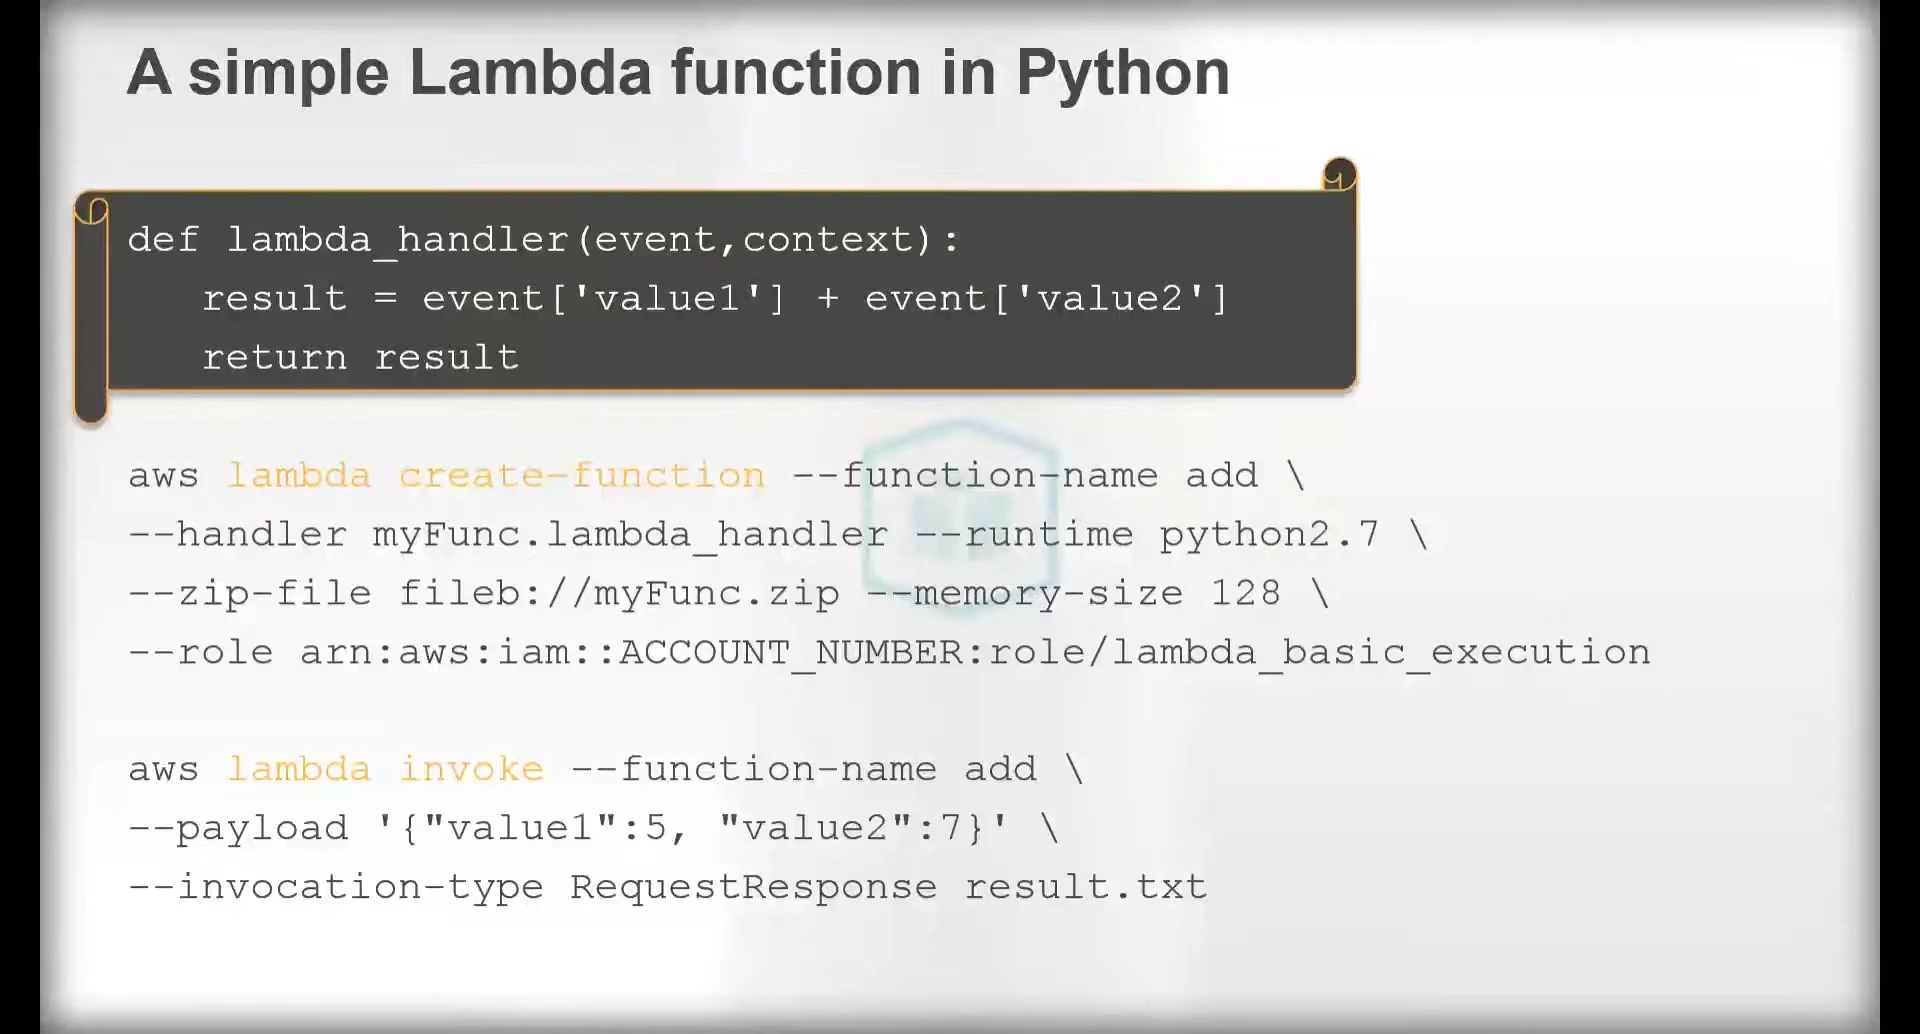 A simple Lambda function in Python
def lambda_handler(event,context):
result = event['value1'] + event['value2']
return result
aws lambda create-function --function-name add \
--handler myFunc.lambda_handler --runtime python2.7 \
--zip-file fileb://myFunc.zip --memory-size 128 \
--role arn:aws:iam::ACCOUNT_NUMBER:role/lambda_basic_execution
aws lambda invoke --function-name add \
--payload '{"value1":5, "value2":7}' \
--invocation-type RequestResponse result.txt